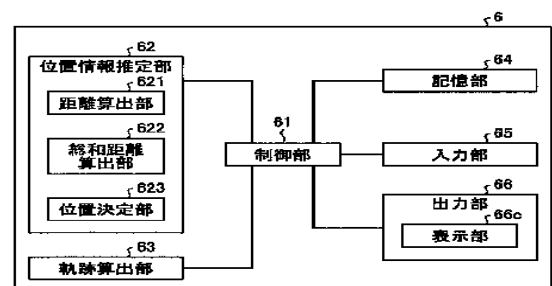 6
62
位置情報推定部
621
距離算出部
622
総和距離
算出部
623
位置決定部
63
軌跡算出部
61
制御部
64
記憶部
65
入力部
66
出力部
66c
表示部